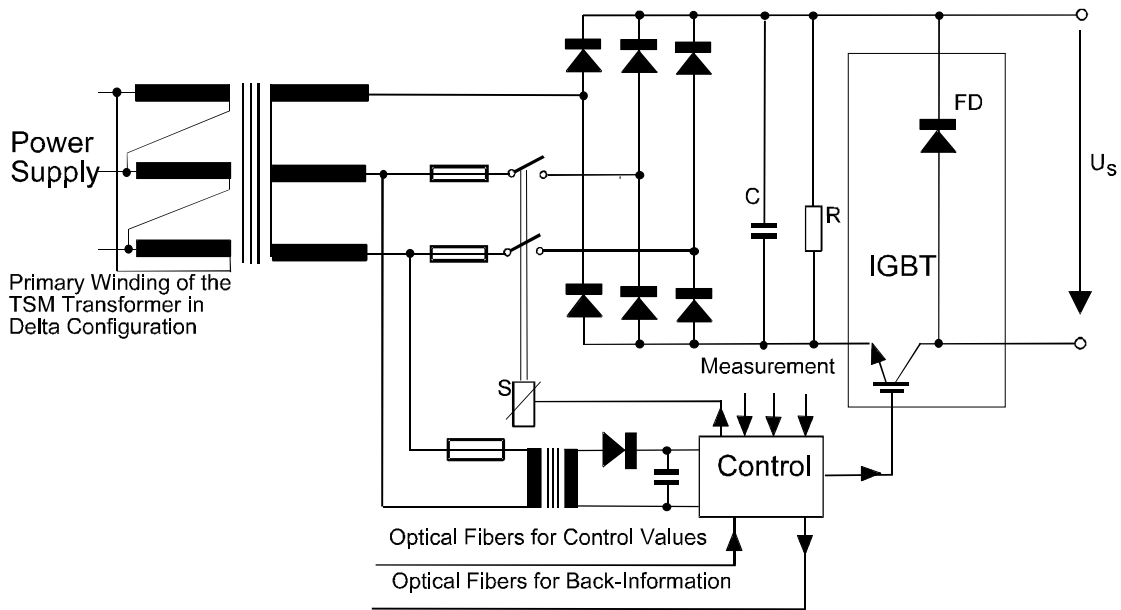 Power
Supply
Primary Winding of the
TSM Transformer in
Delta Configuration
C
R
FD
IGBT
Us
Measurement
S
Control
Optical Fibers for Control Values
Optical Fibers for Back-Information